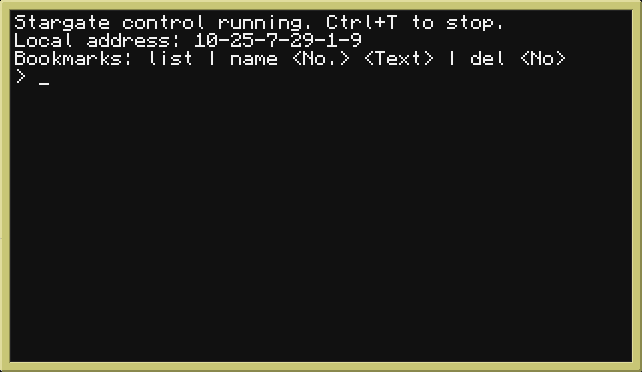 Stargate control running. Ctrl+T to stop.
Local address: 10-25-7-29-1-9
Bookmarks: list | name <No.> <Text> | del <No>
> _